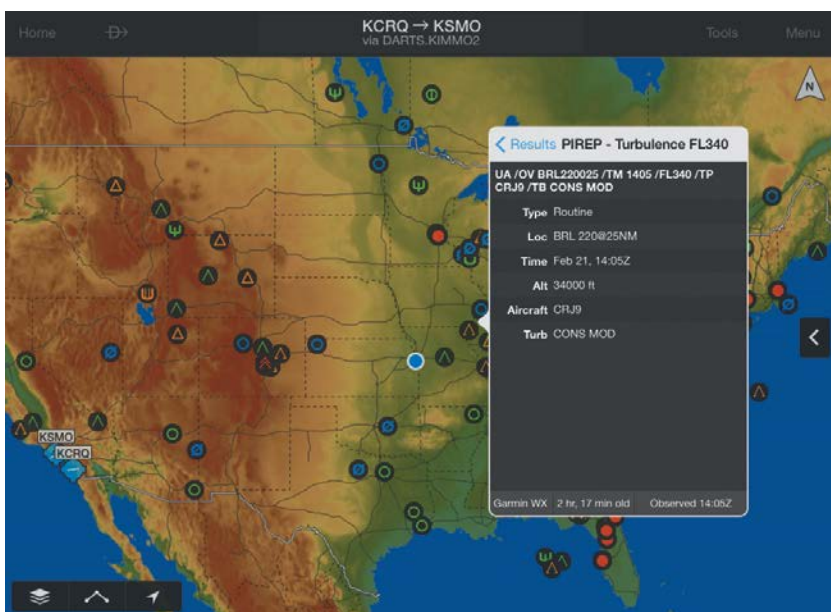 Home
KCRQ → KSMO
via DARTS.KIMMO2
Tools
Menu
N
Results PIREP - Turbulence FL340
UA /OV BRL220025 /TM 1405 /FL340 /TP
CRJ9 /TB CONS MOD
Type Routine
Loc BRL 220@25NM
Time Feb 21, 14:05Z
Alt 34000 ft
Aircraft CRJ9
Turb CONS MOD
KSMO
KCRQ
Garmin WX 2 hr, 17 min old Observed 14:05Z